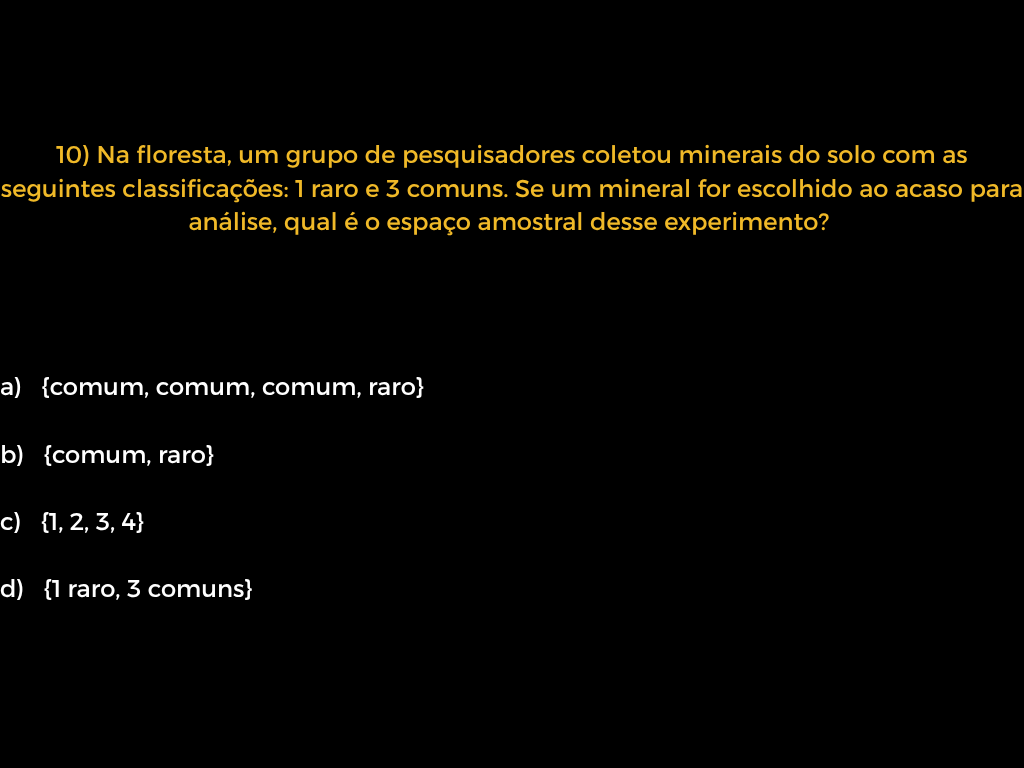 10) Na floresta, um grupo de pesquisadores coletou minerais do solo com as
seguintes classificações: 1 raro e 3 comuns. Se um mineral for escolhido ao acaso para
análise, qual é o espaço amostral desse experimento?
a) {comum, comum, comum, raro}
b) {comum, raro}
c) {1, 2, 3, 4}
d) {1 raro, 3 comuns}